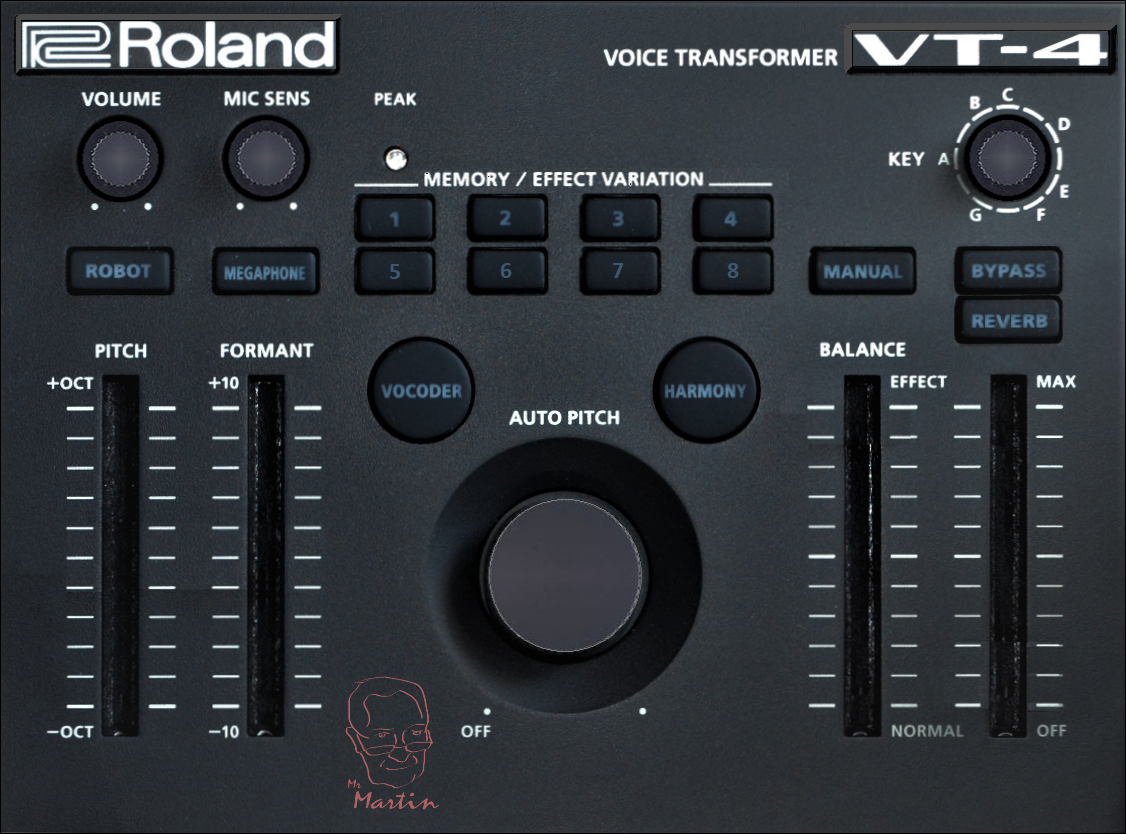 Roland
VOICE TRANSFORMER VT-4
VOLUME
MIC SENS
PEAK
KEY A B C D E F G
MEMORY / EFFECT VARIATION
1 2 3 4
5 6 7 8
ROBOT
MEGAPHONE
MANUAL
BYPASS
REVERB
PITCH
FORMANT
VOCODER
HARMONY
BALANCE
+OCT
+10
EFFECT
MAX
AUTO PITCH
-OCT
-10
OFF
NORMAL
OFF
Mr
Martin